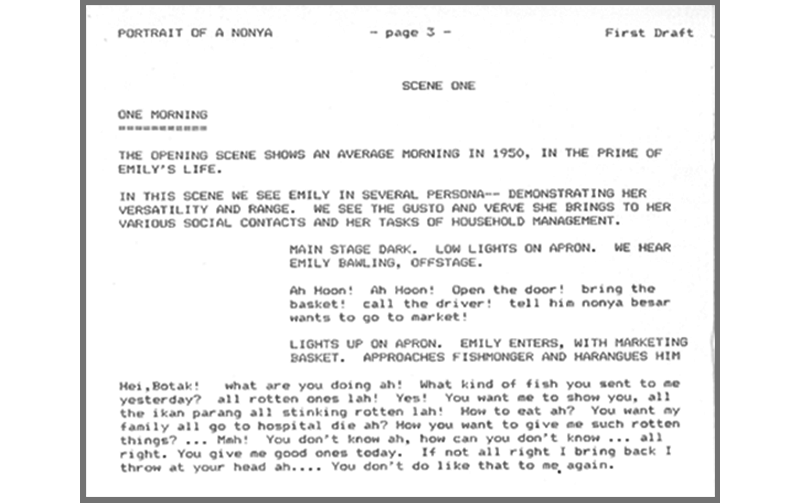 PORTRAIT OF A NONYA - page 3 - First Draft
SCENE ONE
ONE MORNING
===========
THE OPENING SCENE SHOWS AN AVERAGE MORNING IN 1950, IN THE PRIME OF
EMILY'S LIFE.
IN THIS SCENE WE SEE EMILY IN SEVERAL PERSONA-- DEMONSTRATING HER
VERSATILITY AND RANGE. WE SEE THE GUSTO AND VERVE SHE BRINGS TO HER
VARIOUS SOCIAL CONTACTS AND HER TASKS OF HOUSEHOLD MANAGEMENT.
MAIN STAGE DARK. LOW LIGHTS ON APRON. WE HEAR
EMILY BAWLING, OFFSTAGE.
Ah Hoon! Ah Hoon! Open the door! bring the
basket! call the driver! tell him nonya besar
wants to go to market!
LIGHTS UP ON APRON. EMILY ENTERS, WITH MARKETING
BASKET. APPROACHES FISHMONGER AND HARANGUES HIM
Hei,Botak! what are you doing ah! What kind of fish you sent to me
yesterday? all rotten ones lah! Yes! You want me to show you, all
the ikan parang all stinking rotten lah! How to eat ah? You want my
family all go to hospital die ah? How you want to give me such rotten
things? ... Mmh! You don't know ah, how can you don't know ... all
right. You give me good ones today. If not all right I bring back I
throw at your head ah.... You don't do like that to me again.